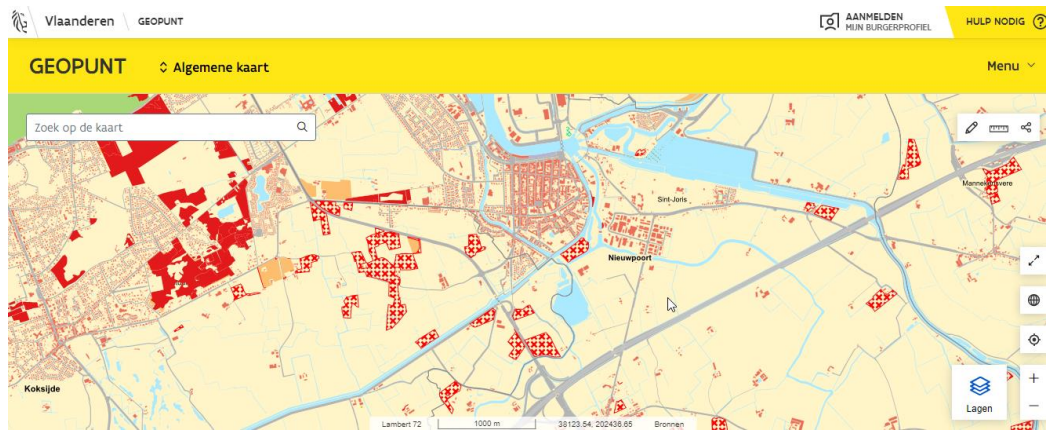 Vlaanderen GEOPUNT
AANMELDEN
MIJN BURGERPROFIEL
HULP NODIG
GEOPUNT Algemene kaart Menu
Zoek op de kaart
Sint-Joris
Nieuwpoort
Koksijde
Lagen
Lambert 72 1000 m 38123.54, 202436.65 Bronnen